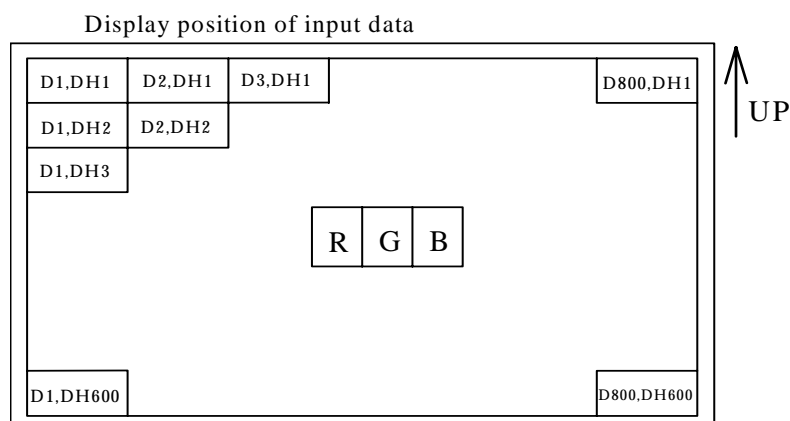 Display position of input data
D1,DH1 D2,DH1 D3,DH1 D800,DH1
UP
D1,DH2 D2,DH2
D1,DH3
R G B
D1,DH600 D800,DH600